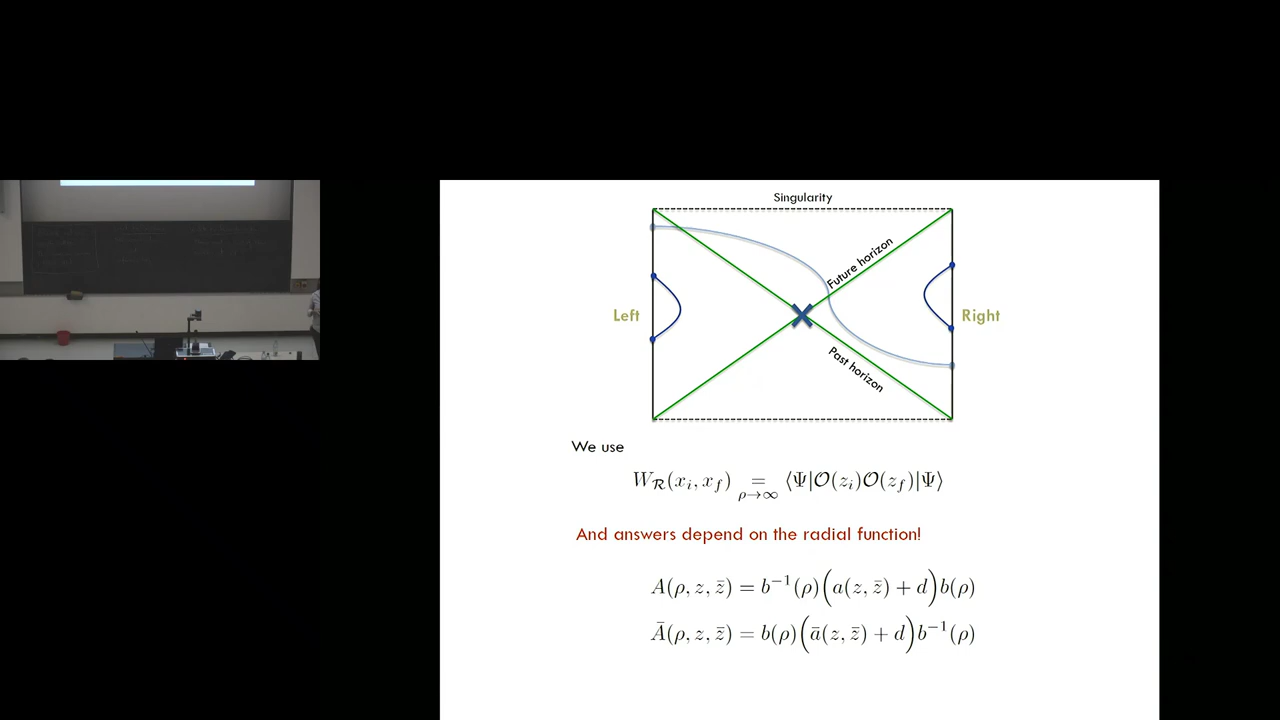 Singularity
Future horizon
Left
Right
Past horizon
We use
W_ℛ(x_i, x_f) =_{ρ→∞} ⟨Ψ|𝒪(z_i)𝒪(z_f)|Ψ⟩
And answers depend on the radial function!
A(ρ, z, z̄) = b⁻¹(ρ)(a(z, z̄) + d)b(ρ)
Ā(ρ, z, z̄) = b(ρ)(ā(z, z̄) + d)b⁻¹(ρ)